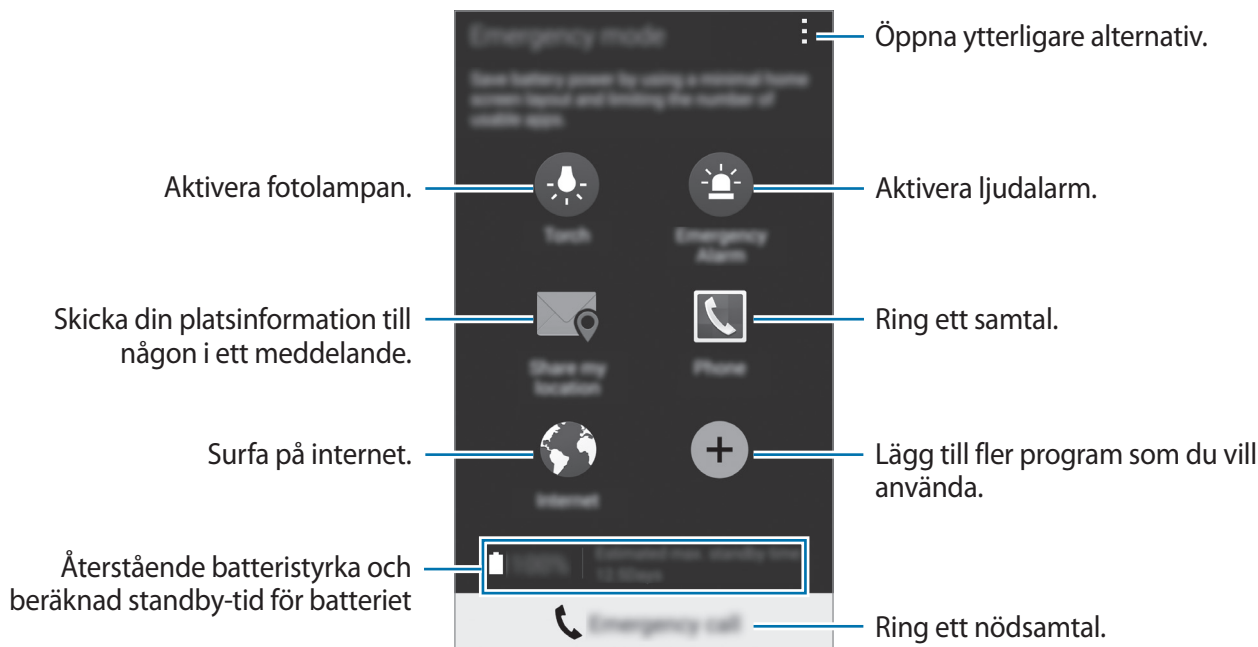 Emergency mode
Öppna ytterligare alternativ.
Save battery power by using a minimal home
screen layout and limiting the number of
usable apps.
Aktivera fotolampan.
Aktivera ljudalarm.
Torch
Emergency
Alarm
Skicka din platsinformation till
någon i ett meddelande.
Ring ett samtal.
Share my
location
Phone
Surfa på internet.
Lägg till fler program som du vill
använda.
Internet
Återstående batteristyrka och
beräknad standby-tid för batteriet
100%
Estimated max. standby time
12.5Days
Emergency call
Ring ett nödsamtal.